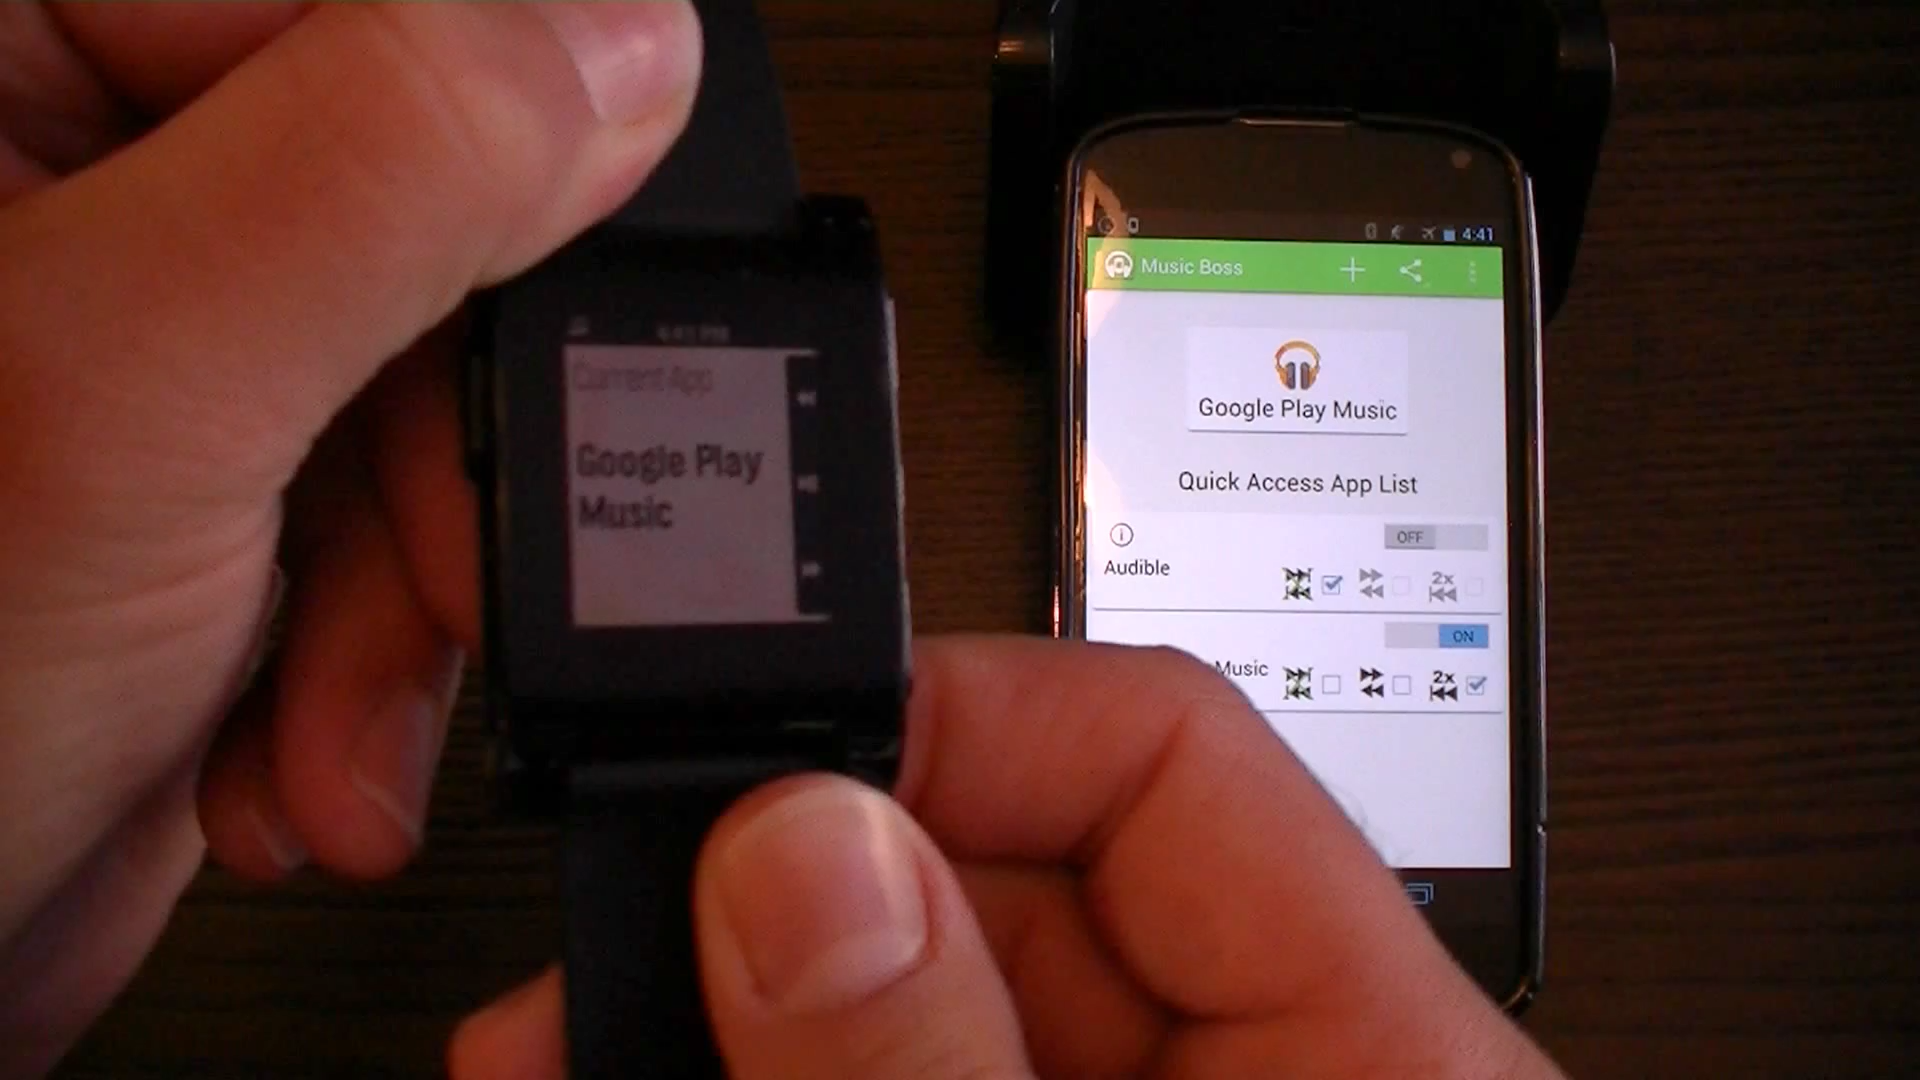 Current App
Google Play
Music
4:41
Music Boss
Google Play Music
Quick Access App List
OFF
Audible
2x
ON
Music
2x